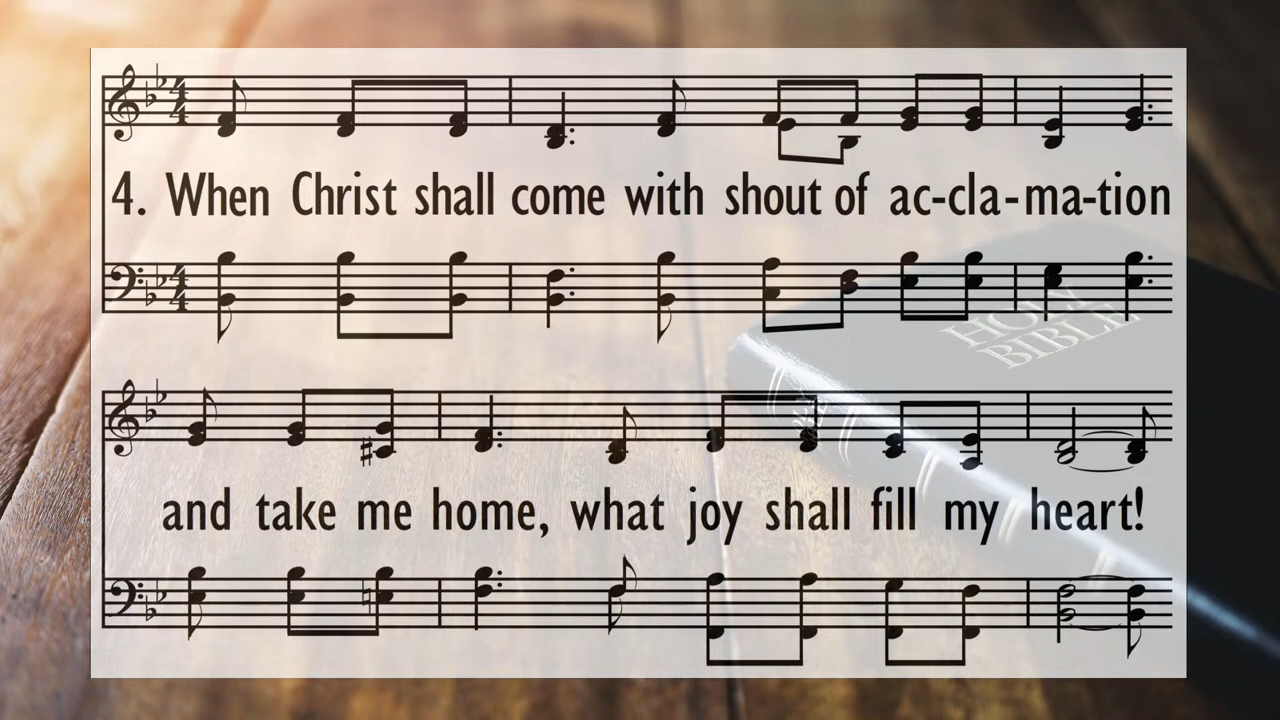 4. When Christ shall come with shout of ac-cla-ma-tion
HOLY
BIBLE
and take me home, what joy shall fill my heart!